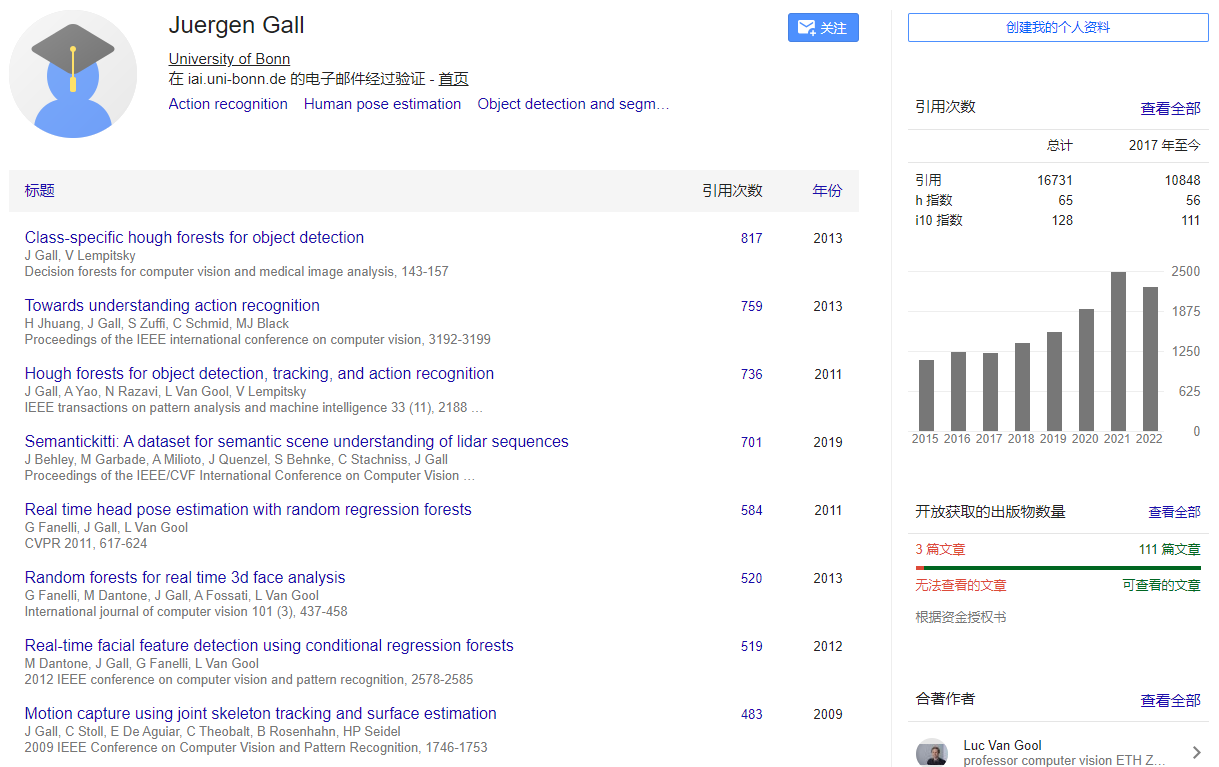 Juergen Gall
关注
University of Bonn
在 iai.uni-bonn.de 的电子邮件经过验证 - 首页
Action recognition Human pose estimation Object detection and segm…
标题 引用次数 年份
Class-specific hough forests for object detection 817 2013
J Gall, V Lempitsky
Decision forests for computer vision and medical image analysis, 143-157
Towards understanding action recognition 759 2013
H Jhuang, J Gall, S Zuffi, C Schmid, MJ Black
Proceedings of the IEEE international conference on computer vision, 3192-3199
Hough forests for object detection, tracking, and action recognition 736 2011
J Gall, A Yao, N Razavi, L Van Gool, V Lempitsky
IEEE transactions on pattern analysis and machine intelligence 33 (11), 2188 …
Semantickitti: A dataset for semantic scene understanding of lidar sequences 701 2019
J Behley, M Garbade, A Milioto, J Quenzel, S Behnke, C Stachniss, J Gall
Proceedings of the IEEE/CVF International Conference on Computer Vision …
Real time head pose estimation with random regression forests 584 2011
G Fanelli, J Gall, L Van Gool
CVPR 2011, 617-624
Random forests for real time 3d face analysis 520 2013
G Fanelli, M Dantone, J Gall, A Fossati, L Van Gool
International journal of computer vision 101 (3), 437-458
Real-time facial feature detection using conditional regression forests 519 2012
M Dantone, J Gall, G Fanelli, L Van Gool
2012 IEEE conference on computer vision and pattern recognition, 2578-2585
Motion capture using joint skeleton tracking and surface estimation 483 2009
J Gall, C Stoll, E De Aguiar, C Theobalt, B Rosenhahn, HP Seidel
2009 IEEE Conference on Computer Vision and Pattern Recognition, 1746-1753
创建我的个人资料
引用次数 查看全部
总计 2017 年至今
引用 16731 10848
h 指数 65 56
i10 指数 128 111
2500
1875
1250
625
0
2015 2016 2017 2018 2019 2020 2021 2022
开放获取的出版物数量 查看全部
3 篇文章 111 篇文章
无法查看的文章 可查看的文章
根据资金授权书
合著作者 查看全部
Luc Van Gool
professor computer vision ETH Z…